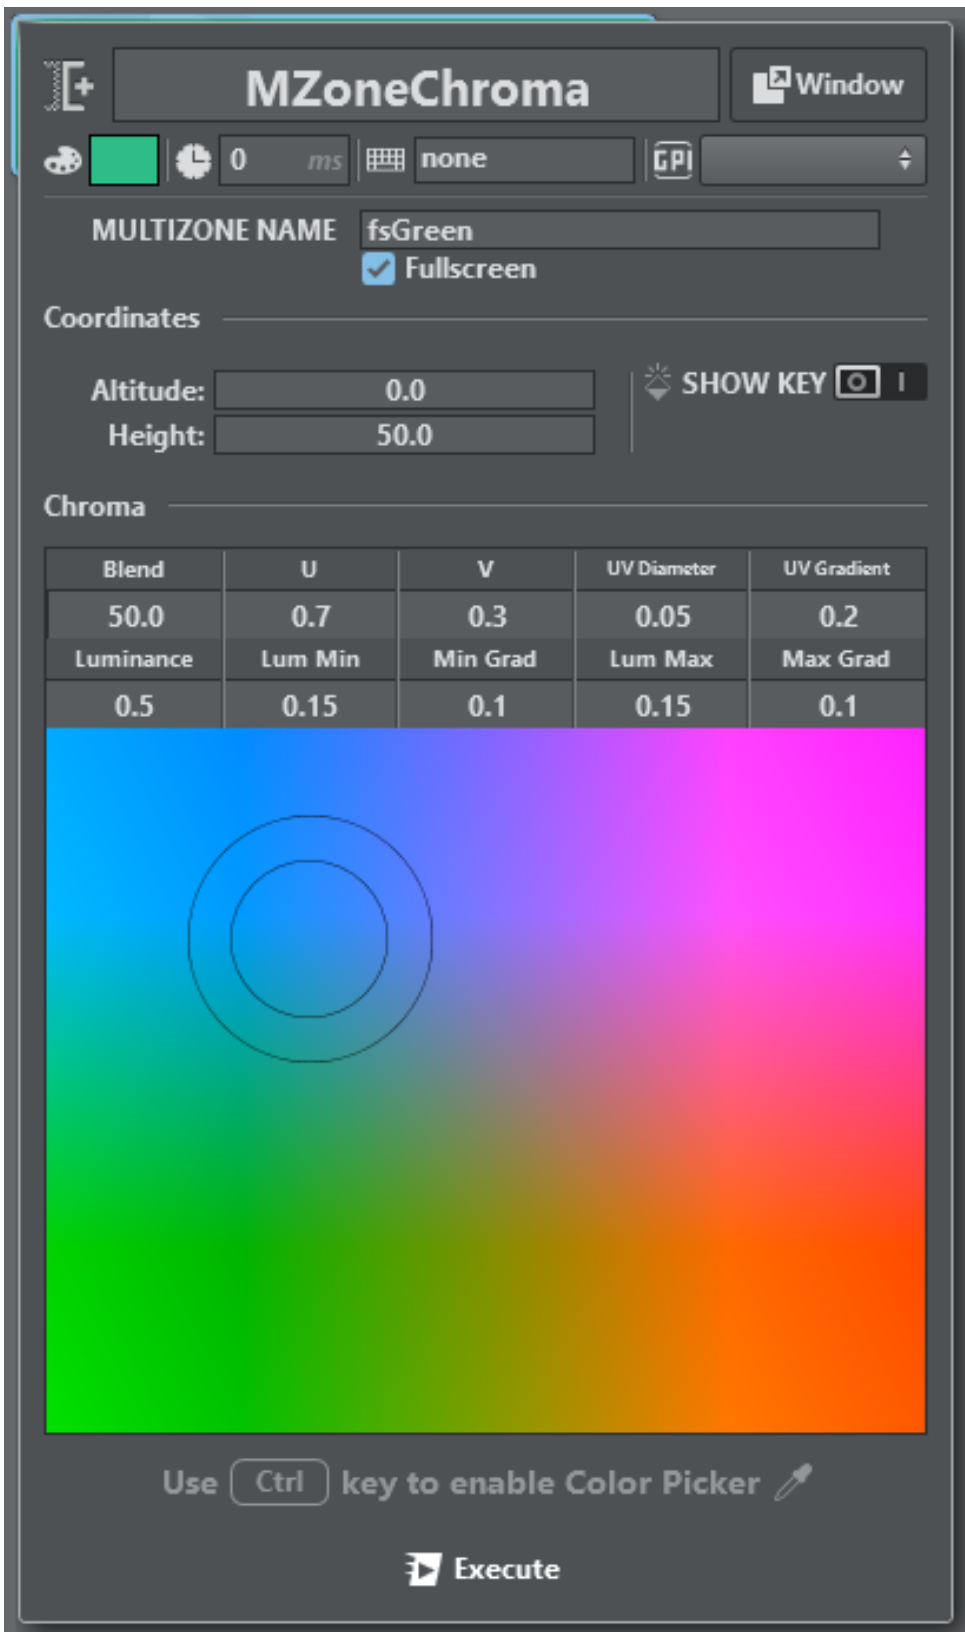 MZoneChroma
Window
0 ms none GPI
MULTIZONE NAME fsGreen
Fullscreen
Coordinates
Altitude: 0.0 SHOW KEY O I
Height: 50.0
Chroma
Blend U V UV Diameter UV Gradient
50.0 0.7 0.3 0.05 0.2
Luminance Lum Min Min Grad Lum Max Max Grad
0.5 0.15 0.1 0.15 0.1
Use Ctrl key to enable Color Picker
Execute